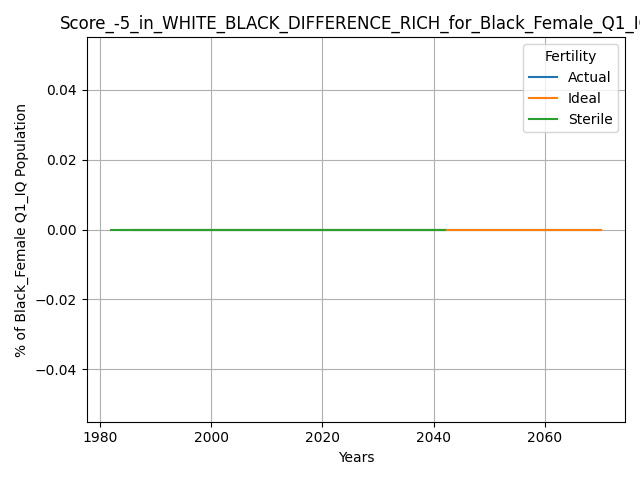 Score_-5_in_WHITE_BLACK_DIFFERENCE_RICH_for_Black_Female_Q1_I
Fertility
Actual
Ideal
Sterile
% of Black_Female Q1_IQ Population
0.04
0.02
0.00
−0.02
−0.04
1980
2000
2020
2040
2060
Years